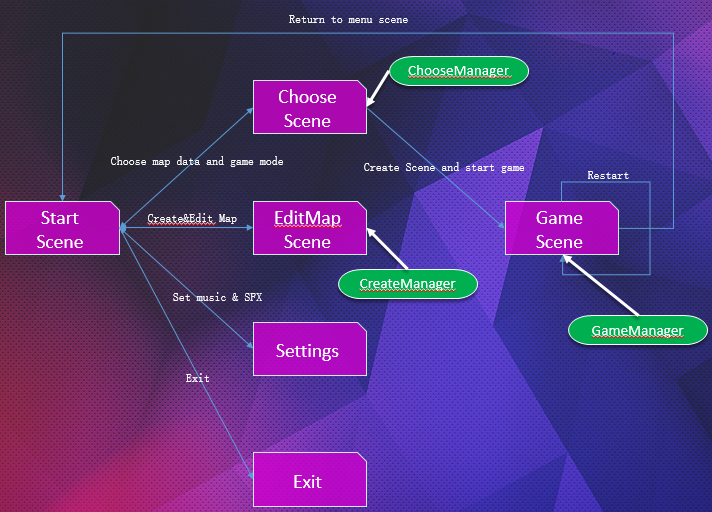 Return to menu scene
ChooseManager
Choose
Scene
Choose map data and game mode
Create Scene and start game
Restart
Start
Scene
Create&Edit Map
EditMap
Scene
Game
Scene
CreateManager
Set music & SFX
GameManager
Settings
Exit
Exit